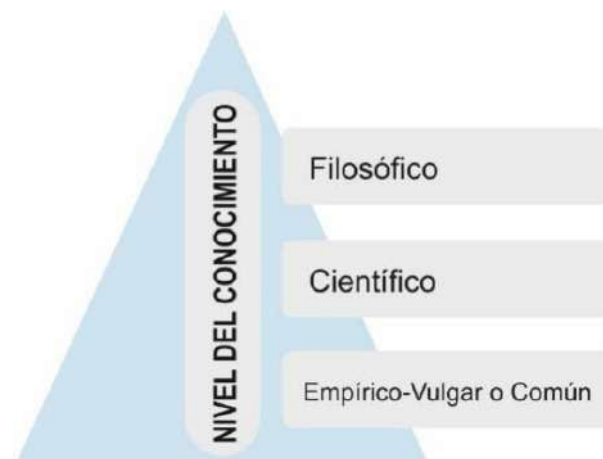 NIVEL DEL CONOCIMIENTO
Filosófico
Científico
Empírico-Vulgar o Común